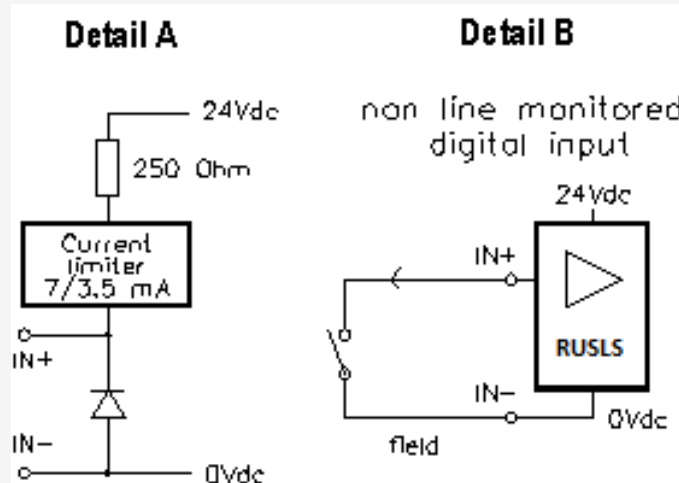 Detail A
24Vdc
250 Ohm
Current
limiter
7/3.5 mA
IN+
IN-
0Vdc
Detail B
non line monitored
digital input
24Vdc
IN+
RUSLS
IN-
0Vdc
field